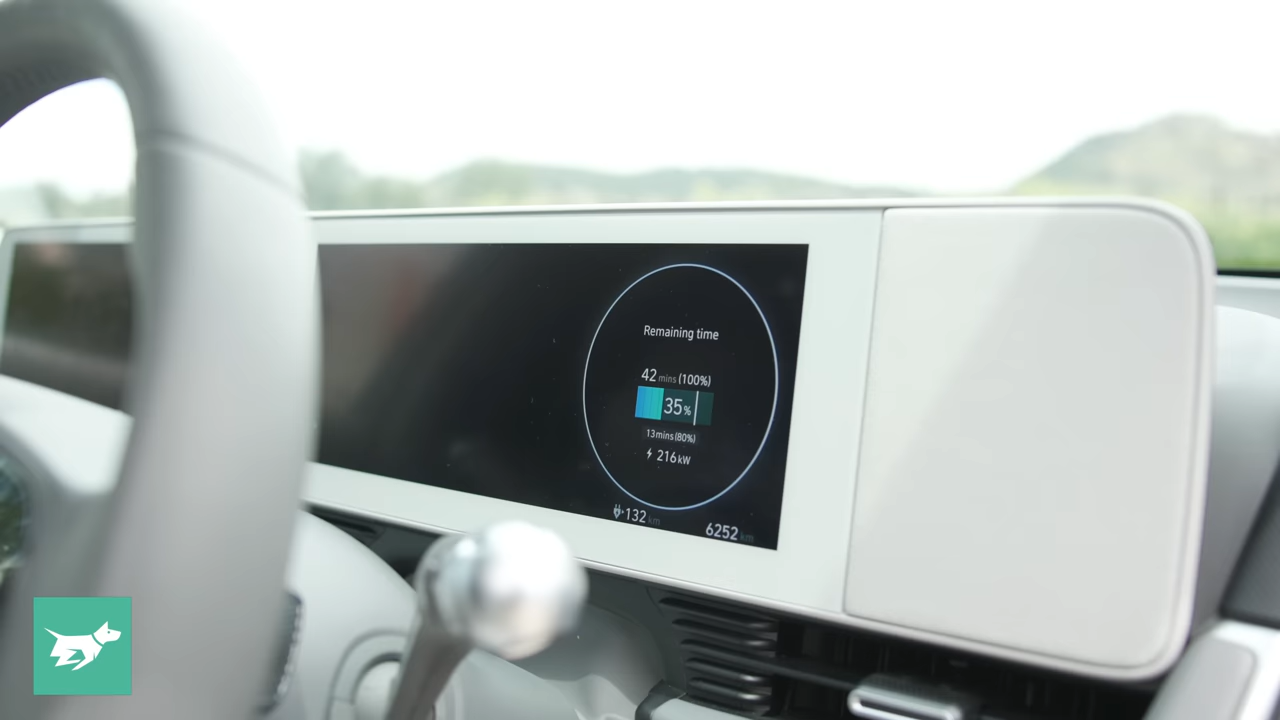 Remaining time
42 mins (100%)
35%
13mins(80%)
216 kW
132 km
6252 km